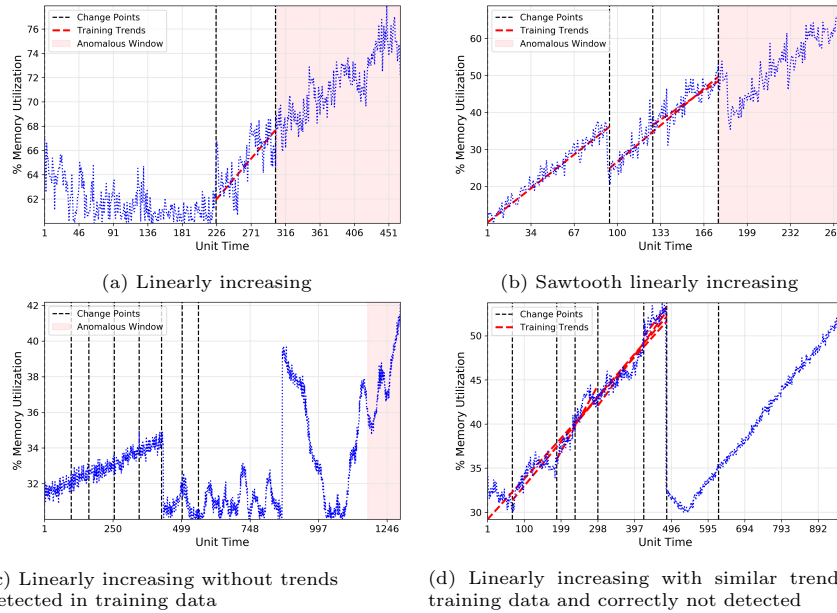 Change Points
Training Trends
Anomalous Window
% Memory Utilization
76
74
72
70
68
66
64
62
1 46 91 136 181 226 271 316 361 406 451
Unit Time
(a) Linearly increasing
Change Points
Training Trends
Anomalous Window
% Memory Utilization
60
50
40
30
20
1 34 67 100 133 166 199 232 26
Unit Time
(b) Sawtooth linearly increasing
Change Points
Anomalous Window
% Memory Utilization
42
40
38
36
34
32
1 250 499 748 997 1246
Unit Time
) Linearly increasing without trends
etected in training data
Change Points
Training Trends
% Memory Utilization
50
45
40
35
30
1 100 199 298 397 496 595 694 793 892
Unit Time
(d) Linearly increasing with similar trend
training data and correctly not detected